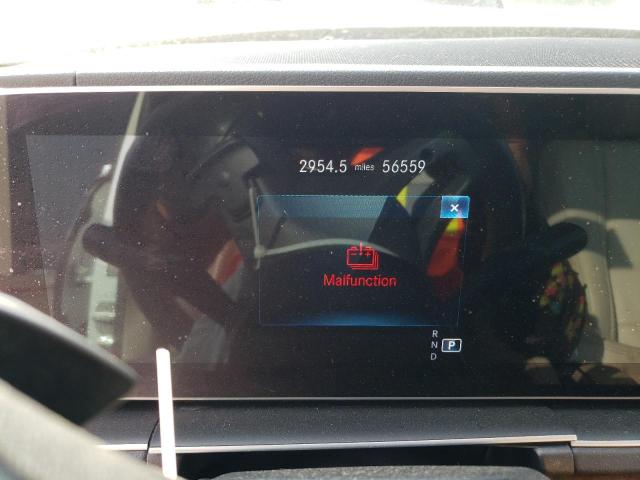 2954.5 miles 56559
×
Malfunction
R
N P
D